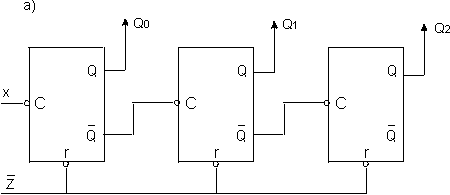 a)
Q0 Q1 Q2
Q Q Q
x C C C
Q̅ Q̅ Q̅
r r r
Z̅